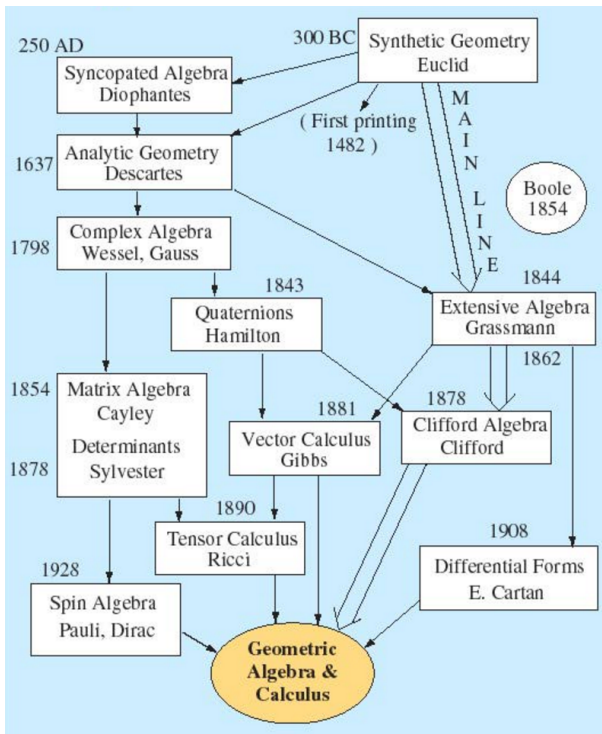 300 BC
Synthetic Geometry
Euclid
250 AD
Syncopated Algebra
Diophantes
( First printing
1482 )
MAIN LINE
Boole
1854
1637
Analytic Geometry
Descartes
1798
Complex Algebra
Wessel, Gauss
1843
Quaternions
Hamilton
1844
Extensive Algebra
Grassmann
1862
1854
Matrix Algebra
Cayley
1878
Determinants
Sylvester
1881
Vector Calculus
Gibbs
1878
Clifford Algebra
Clifford
1890
Tensor Calculus
Ricci
1908
Differential Forms
E. Cartan
1928
Spin Algebra
Pauli, Dirac
Geometric
Algebra &
Calculus